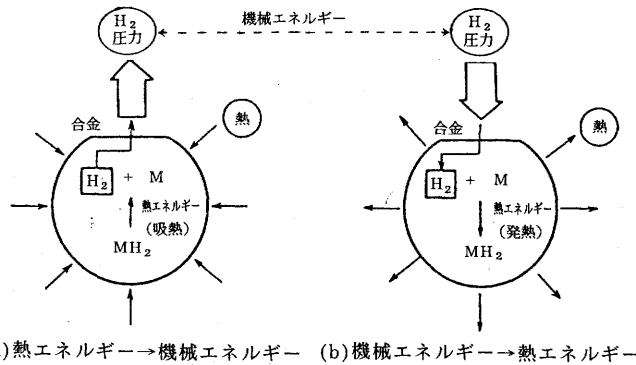 H₂
圧力
機械エネルギー
H₂
圧力
合金
熱
H₂ + M
熱エネルギー
(吸熱)
MH₂
合金
熱
H₂ + M
熱エネルギー
(発熱)
MH₂
)熱エネルギー→機械エネルギー
(b)機械エネルギー→熱エネルギー